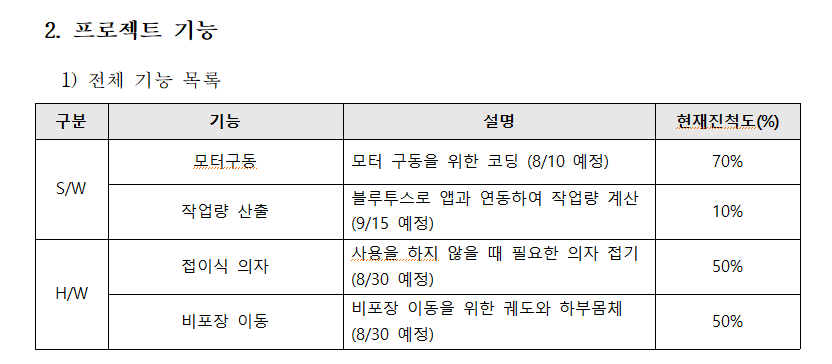 2. 프로젝트 기능
1) 전체 기능 목록
구분 기능 설명 현재진척도(%)
S/W
모터구동 모터 구동을 위한 코딩 (8/10 예정) 70%
작업량 산출 블루투스로 앱과 연동하여 작업량 계산
(9/15 예정) 10%
H/W
접이식 의자 사용을 하지 않을 때 필요한 의자 접기
(8/30 예정) 50%
비포장 이동 비포장 이동을 위한 궤도와 하부몸체
(8/30 예정) 50%